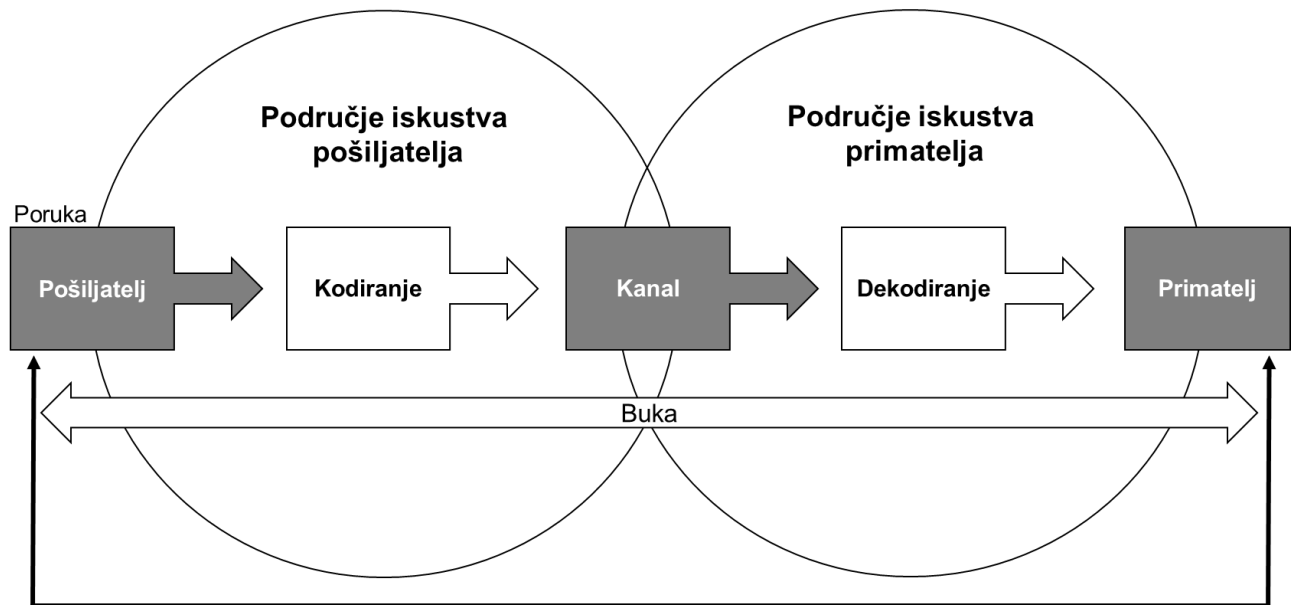 Područje iskustva
pošiljatelja
Područje iskustva
primatelja
Poruka
Pošiljatelj
Kodiranje
Kanal
Dekodiranje
Primatelj
Buka